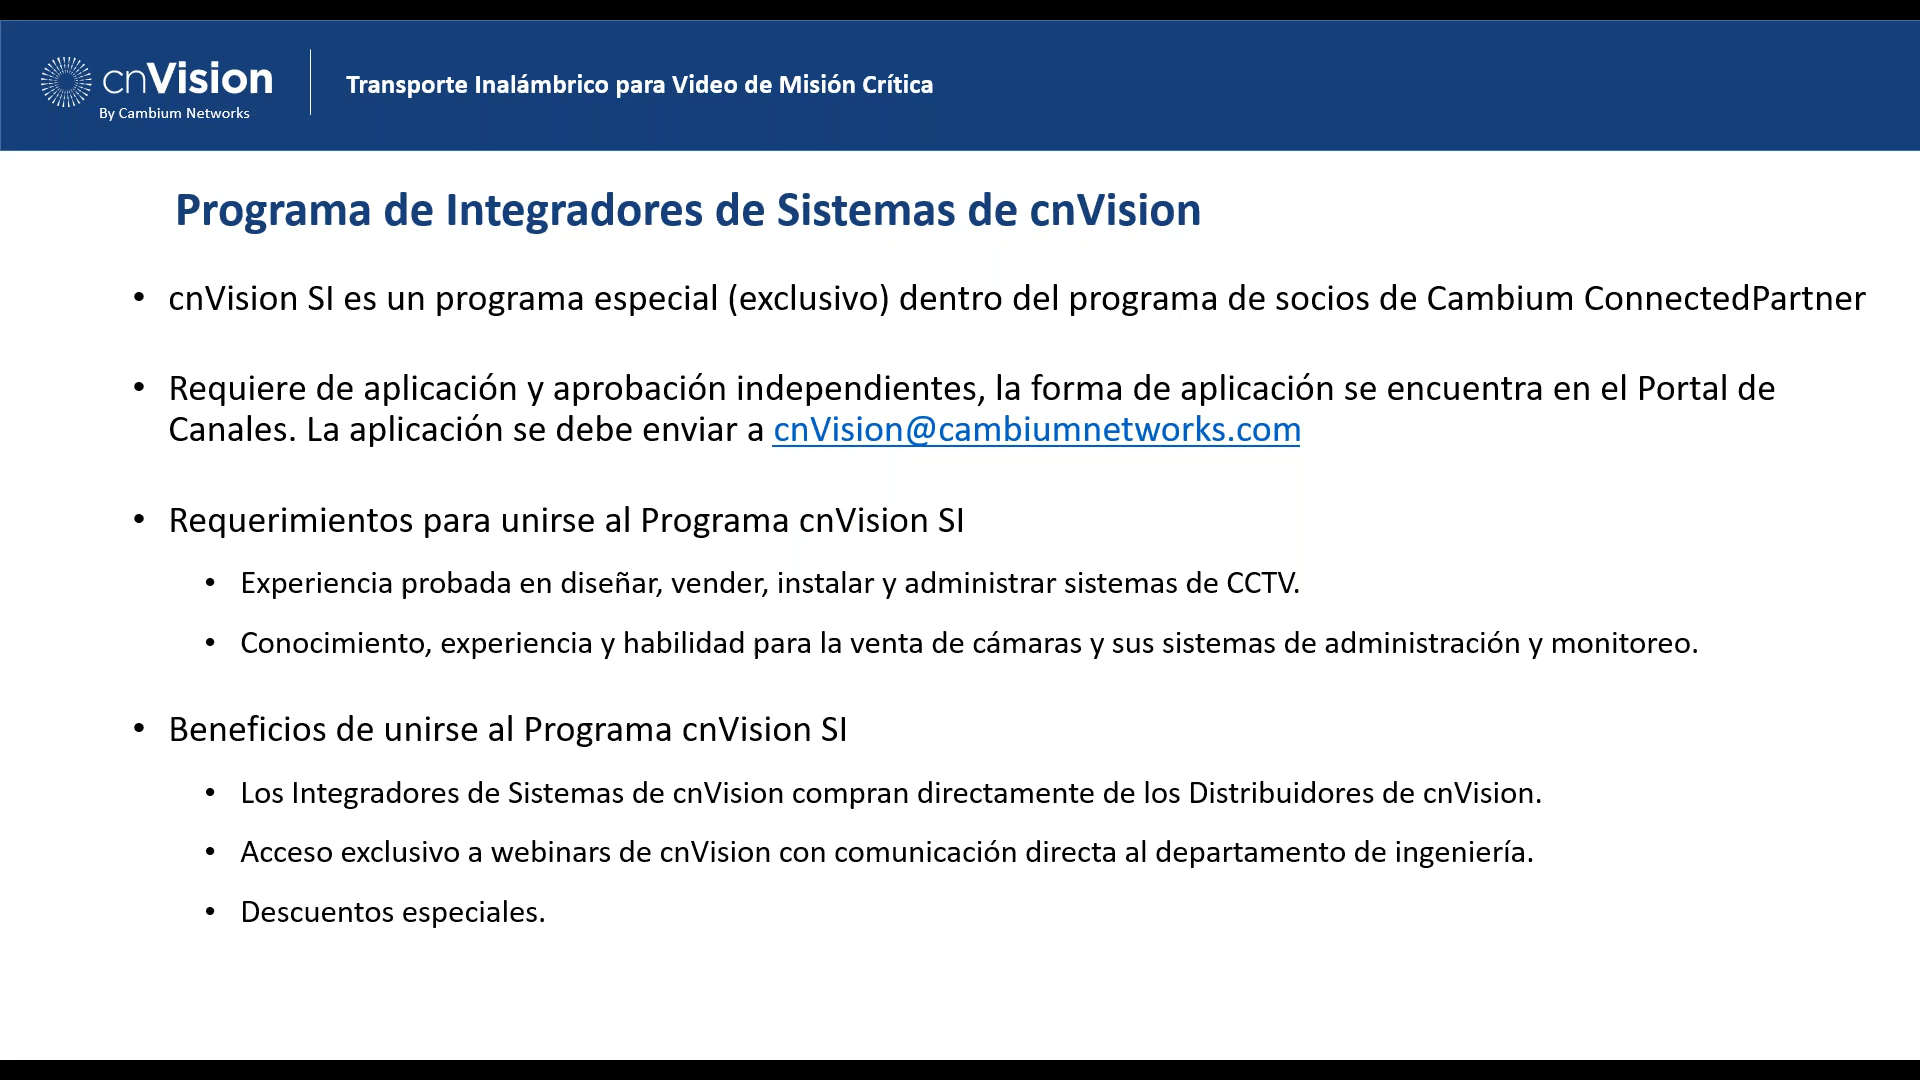 cnVision
By Cambium Networks
Transporte Inalámbrico para Video de Misión Crítica
Programa de Integradores de Sistemas de cnVision
• cnVision SI es un programa especial (exclusivo) dentro del programa de socios de Cambium ConnectedPartner
• Requiere de aplicación y aprobación independientes, la forma de aplicación se encuentra en el Portal de
Canales. La aplicación se debe enviar a cnVision@cambiumnetworks.com
• Requerimientos para unirse al Programa cnVision SI
• Experiencia probada en diseñar, vender, instalar y administrar sistemas de CCTV.
• Conocimiento, experiencia y habilidad para la venta de cámaras y sus sistemas de administración y monitoreo.
• Beneficios de unirse al Programa cnVision SI
• Los Integradores de Sistemas de cnVision compran directamente de los Distribuidores de cnVision.
• Acceso exclusivo a webinars de cnVision con comunicación directa al departamento de ingeniería.
• Descuentos especiales.